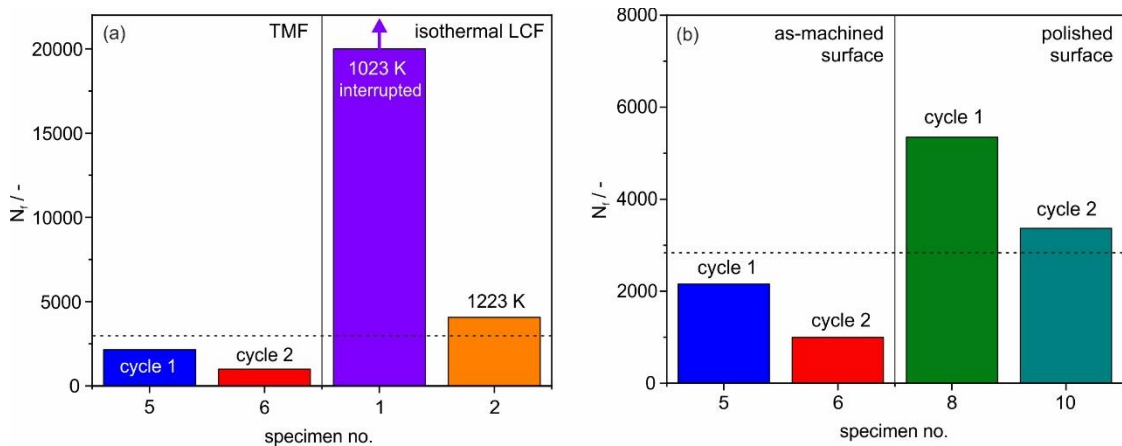 (a)
TMF
isothermal LCF
20000
15000
10000
5000
0
N_f / -
1023 K
interrupted
1223 K
cycle 1
cycle 2
5
6
1
2
specimen no.
(b)
as-machined
surface
polished
surface
8000
6000
4000
2000
0
N_f / -
cycle 1
cycle 2
cycle 1
cycle 2
5
6
8
10
specimen no.